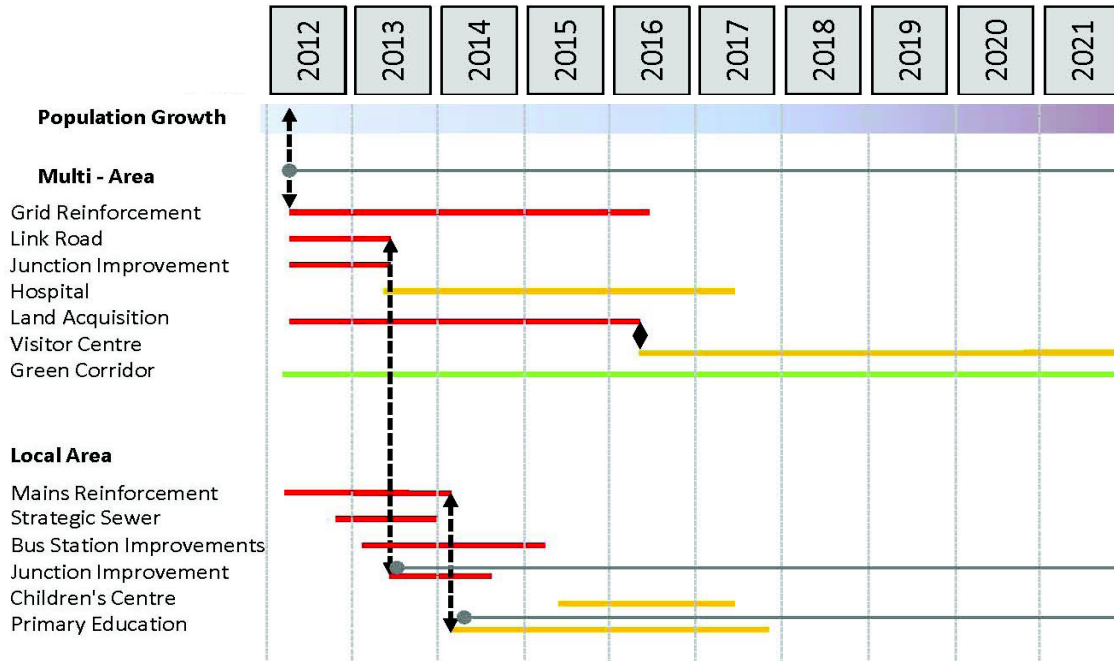 2012 2013 2014 2015 2016 2017 2018 2019 2020 2021
Population Growth
Multi - Area
Grid Reinforcement
Link Road
Junction Improvement
Hospital
Land Acquisition
Visitor Centre
Green Corridor
Local Area
Mains Reinforcement
Strategic Sewer
Bus Station Improvements
Junction Improvement
Children's Centre
Primary Education